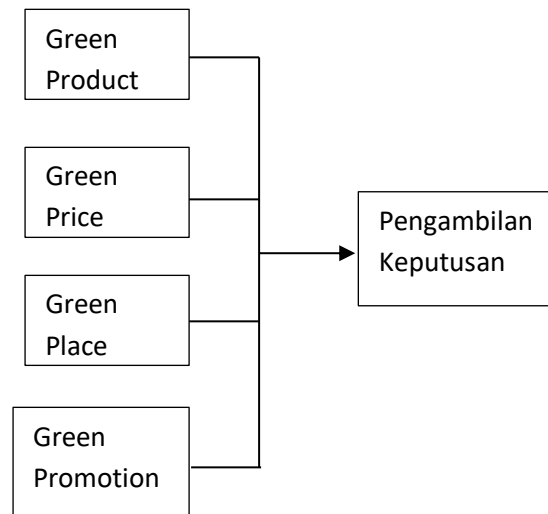 Green
Product
Green
Price
Green
Place
Green
Promotion
Pengambilan
Keputusan